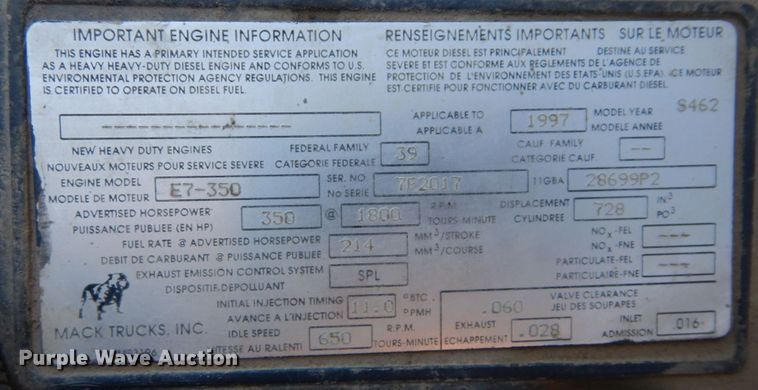 IMPORTANT ENGINE INFORMATION
THIS ENGINE HAS A PRIMARY INTENDED SERVICE APPLICATION
AS A HEAVY HEAVY-DUTY DIESEL ENGINE AND CONFORMS TO U.S.
ENVIRONMENTAL PROTECTION AGENCY REGULATIONS. THIS ENGINE
IS CERTIFIED TO OPERATE ON DIESEL FUEL.
RENSEIGNEMENTS IMPORTANTS SUR LE MOTEUR
CE MOTEUR DIESEL EST PRINCIPALEMENT DESTINE AU SERVICE
SEVERE ET EST CONFORME AUX REGLEMENTS DE L'AGENCE DE
PROTECTION DE L'ENVIRONNEMENT DES ETATS-UNIS (U.S.EPA). CE MOTEUR
EST CERTIFIE POUR FONCTIONNER AVEC DU CARBURANT DIESEL.
APPLICABLE TO 1997 MODEL YEAR S462
APPLICABLE A MODELE ANNEE
NEW HEAVY DUTY ENGINES FEDERAL FAMILY 39 CALIF. FAMILY --
NOUVEAUX MOTEURS POUR SERVICE SEVERE CATEGORIE FEDERALE CATEGORIE CALIF.
ENGINE MODEL E7-350 SER. NO. 7P2017 11GBA 28699P2
MODELE DE MOTEUR No SERIE
ADVERTISED HORSEPOWER 350 @ 1800 R.P.M. DISPLACEMENT 728 IN3
PUISSANCE PUBLIEE (EN HP) TOURS-MINUTE CYLINDREE PO3
FUEL RATE @ ADVERTISED HORSEPOWER 214 MM3/STROKE NOX-FEL ---
DEBIT DE CARBURANT @ PUISSANCE PUBLIEE MM3/COURSE NOX-FNE
EXHAUST EMISSION CONTROL SYSTEM SPL PARTICULATE-FEL ---
DISPOSITIF DEPOLLUANT PARTICULAIRE-FNE
INITIAL INJECTION TIMING 11.0 °BTC .060 VALVE CLEARANCE
AVANCE A L'INJECTION °PMH JEU DES SOUPAPES
MACK TRUCKS, INC. IDLE SPEED 650 R.P.M. EXHAUST .028 INLET .016
VITESSE AU RALENTI TOURS-MINUTE ECHAPPEMENT ADMISSION
Purple Wave Auction